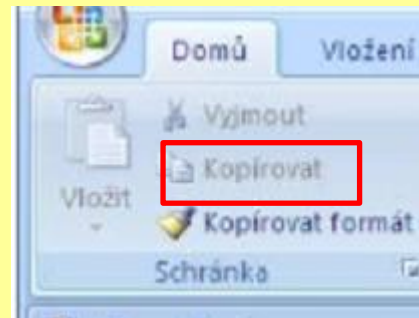 Domů Vložení
Vyjmout
Kopírovat
Vložit
Kopírovat formát
Schránka